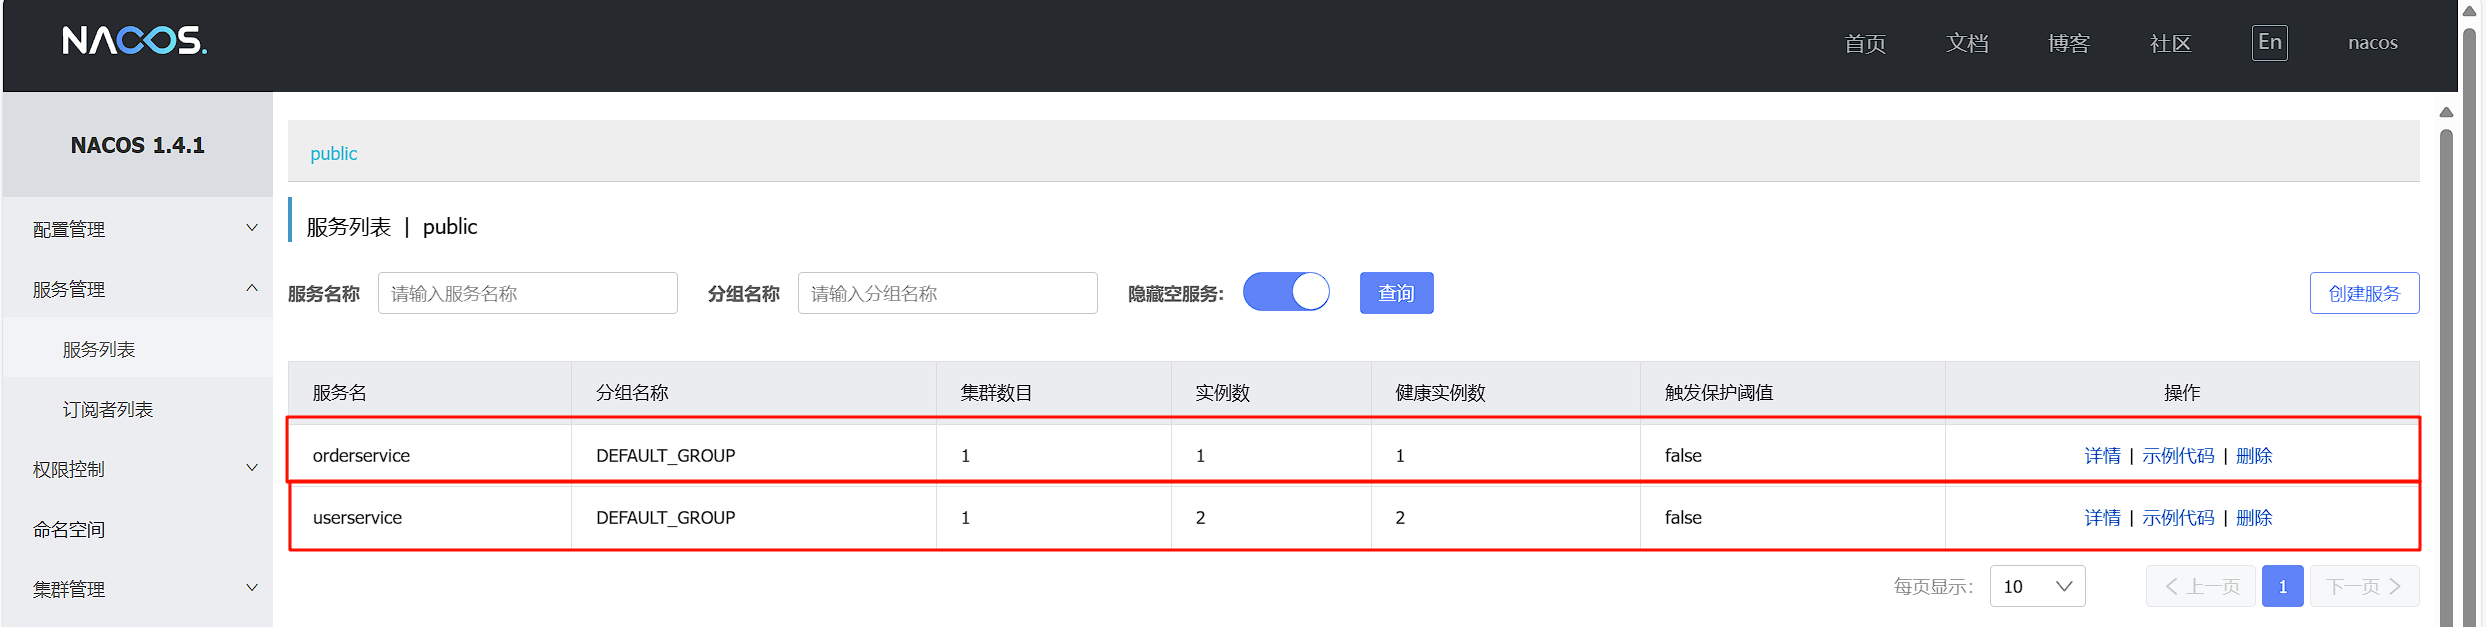 NACOS.
首页 文档 博客 社区 En nacos
NACOS 1.4.1
配置管理
服务管理
服务列表
订阅者列表
权限控制
命名空间
集群管理
public
服务列表 | public
服务名称 请输入服务名称 分组名称 请输入分组名称 隐藏空服务: 查询 创建服务
服务名 分组名称 集群数目 实例数 健康实例数 触发保护阈值 操作
orderservice DEFAULT_GROUP 1 1 1 false 详情 | 示例代码 | 删除
userservice DEFAULT_GROUP 1 2 2 false 详情 | 示例代码 | 删除
每页显示: 10 上一页 1 下一页